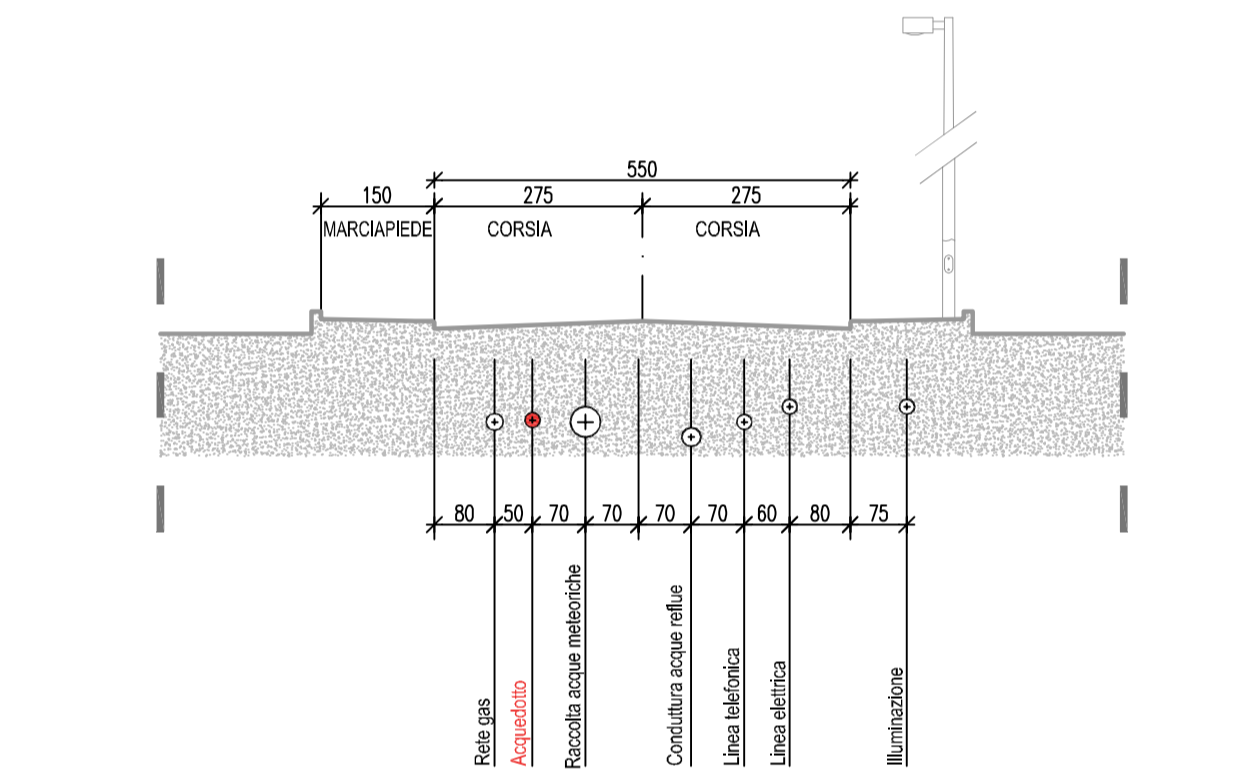 550
150 275 275
MARCIAPIEDE CORSIA CORSIA
80 50 70 70 70 70 60 80 75
Rete gas
Acquedotto
Raccolta acque meteoriche
Conduttura acque reflue
Linea telefonica
Linea elettrica
Illuminazione